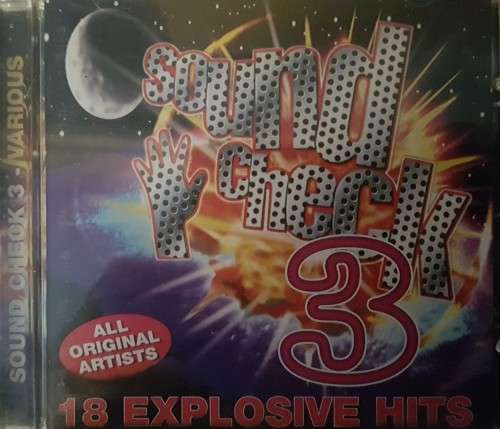 SOUND CHECK 3 - VARIOUS
sound
check
3
ALL
ORIGINAL
ARTISTS
18 EXPLOSIVE HITS